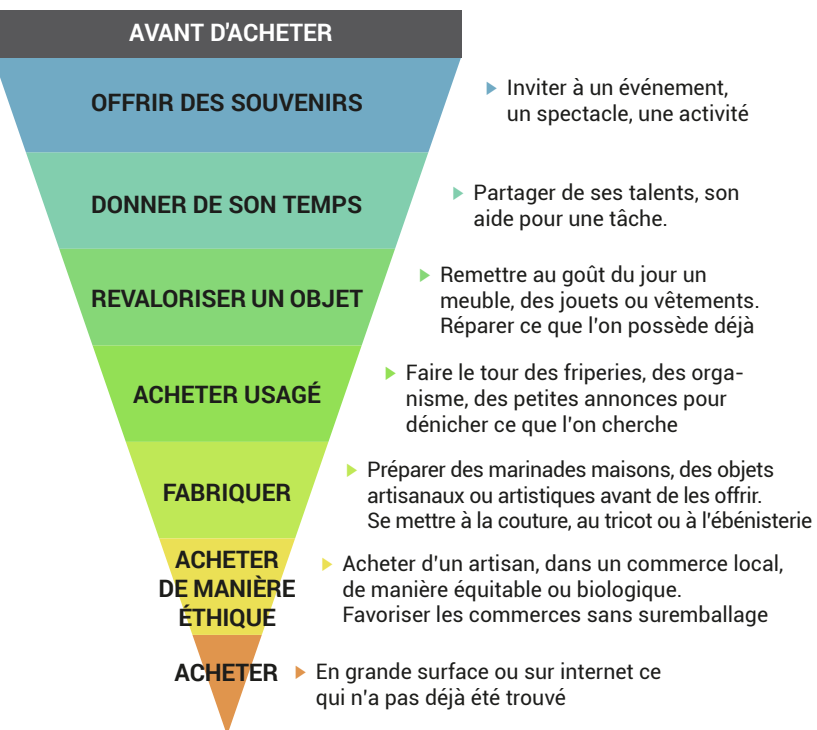 AVANT D'ACHETER
OFFRIR DES SOUVENIRS
Inviter à un événement,
un spectacle, une activité
DONNER DE SON TEMPS
Partager de ses talents, son
aide pour une tâche.
REVALORISER UN OBJET
Remettre au goût du jour un
meuble, des jouets ou vêtements.
Réparer ce que l'on possède déjà
ACHETER USAGÉ
Faire le tour des friperies, des orga-
nisme, des petites annonces pour
dénicher ce que l'on cherche
FABRIQUER
Préparer des marinades maisons, des objets
artisanaux ou artistiques avant de les offrir.
Se mettre à la couture, au tricot ou à l'ébénisterie
ACHETER
DE MANIÈRE
ÉTHIQUE
Acheter d'un artisan, dans un commerce local,
de manière équitable ou biologique.
Favoriser les commerces sans suremballage
ACHETER
En grande surface ou sur internet ce
qui n'a pas déjà été trouvé